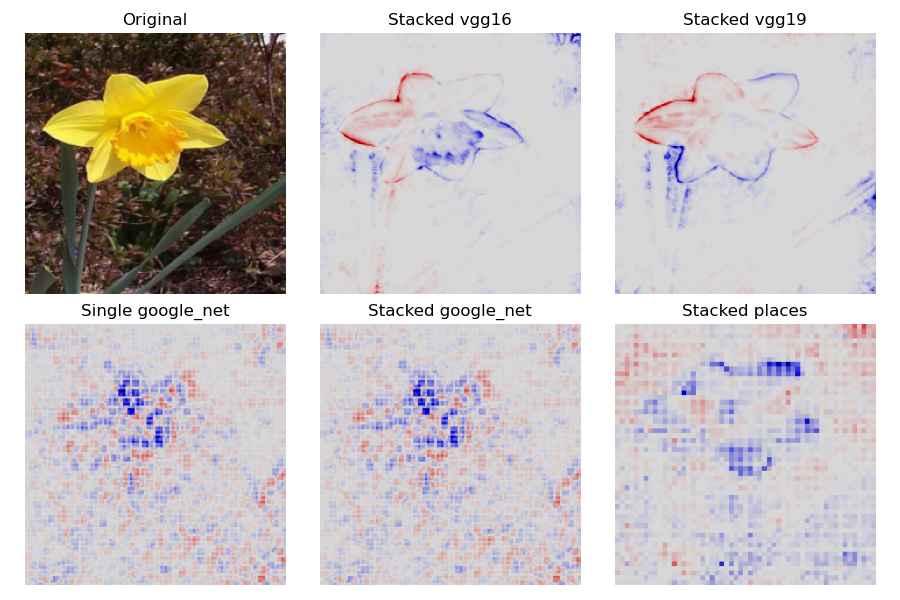 Original
Stacked vgg16
Stacked vgg19
Single google_net
Stacked google_net
Stacked places